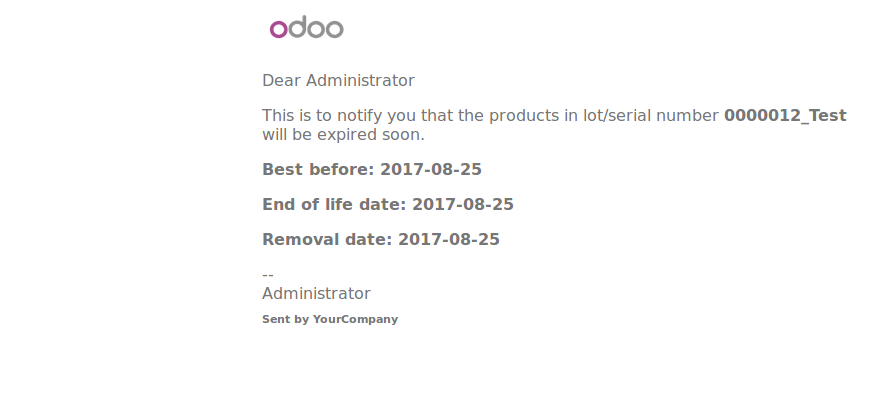 odoo
Dear Administrator
This is to notify you that the products in lot/serial number 0000012_Test
will be expired soon.
Best before: 2017-08-25
End of life date: 2017-08-25
Removal date: 2017-08-25
--
Administrator
Sent by YourCompany